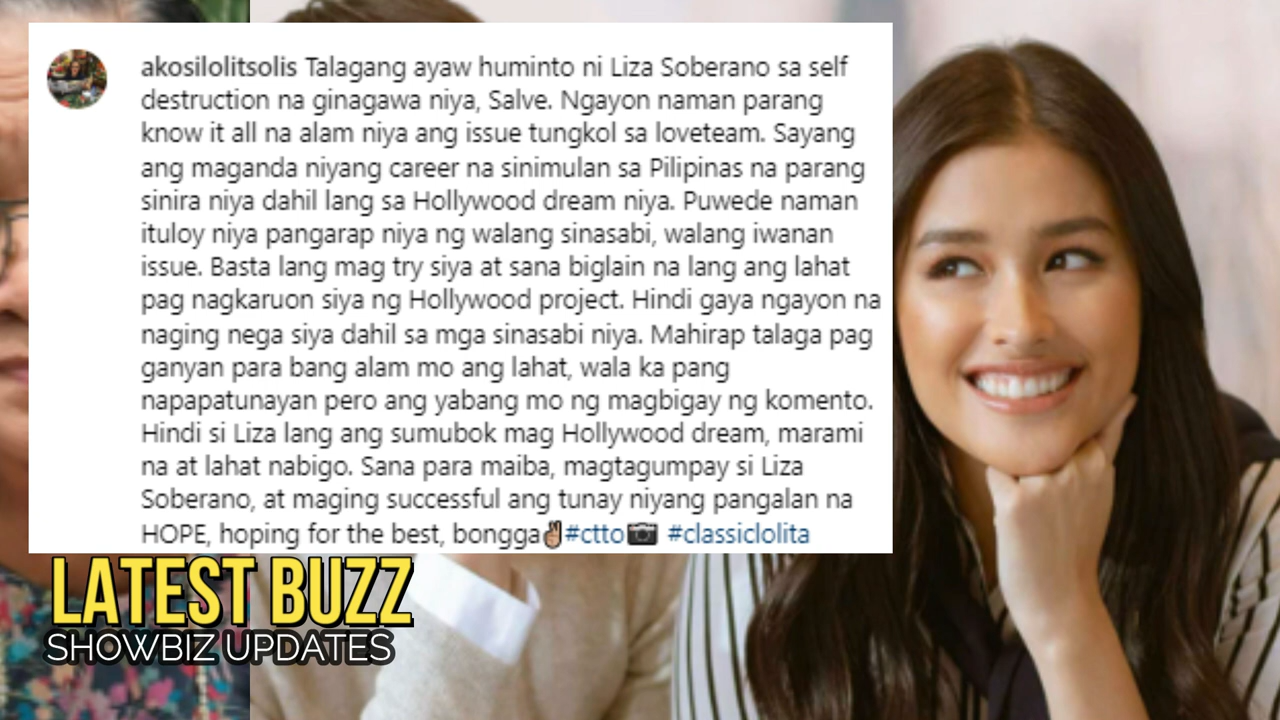 akosilolitsolis Talagang ayaw huminto ni Liza Soberano sa self
destruction na ginagawa niya, Salve. Ngayon naman parang
know it all na alam niya ang issue tungkol sa loveteam. Sayang
ang maganda niyang career na sinimulan sa Pilipinas na parang
sinira niya dahil lang sa Hollywood dream niya. Puwede naman
ituloy niya pangarap niya ng walang sinasabi, walang iwanan
issue. Basta lang mag try siya at sana biglain na lang ang lahat
pag nagkaruon siya ng Hollywood project. Hindi gaya ngayon na
naging nega siya dahil sa mga sinasabi niya. Mahirap talaga pag
ganyan para bang alam mo ang lahat, wala ka pang
napapatunayan pero ang yabang mo ng magbigay ng komento.
Hindi si Liza lang ang sumubok mag Hollywood dream, marami
na at lahat nabigo. Sana para maiba, magtagumpay si Liza
Soberano, at maging successful ang tunay niyang pangalan na
HOPE, hoping for the best, bongga✌🏽#ctto📷 #classiclolita
LATEST BUZZ
SHOWBIZ UPDATES